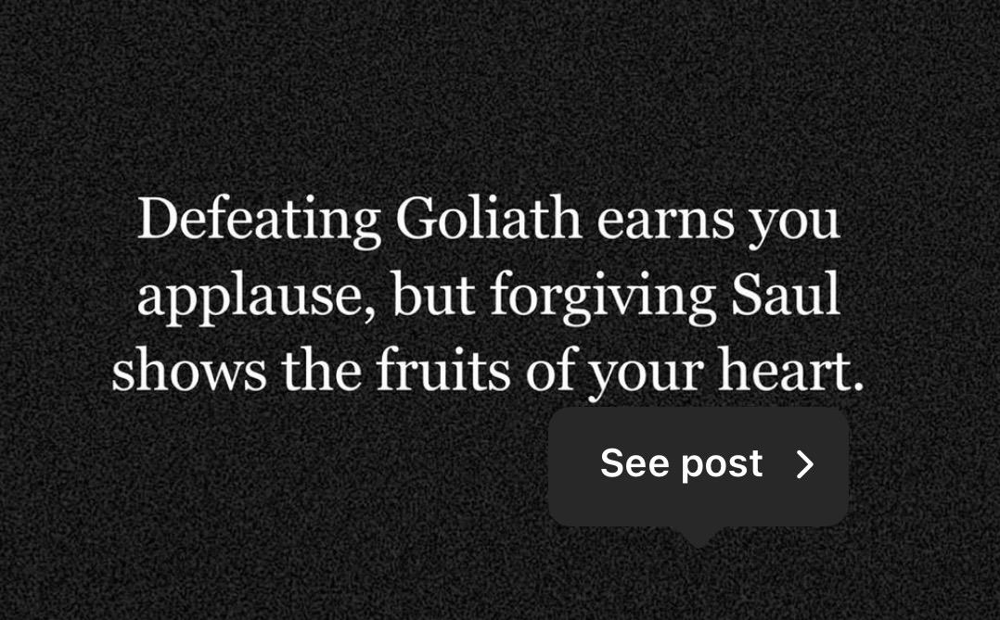 Defeating Goliath earns you
applause, but forgiving Saul
shows the fruits of your heart.
See post